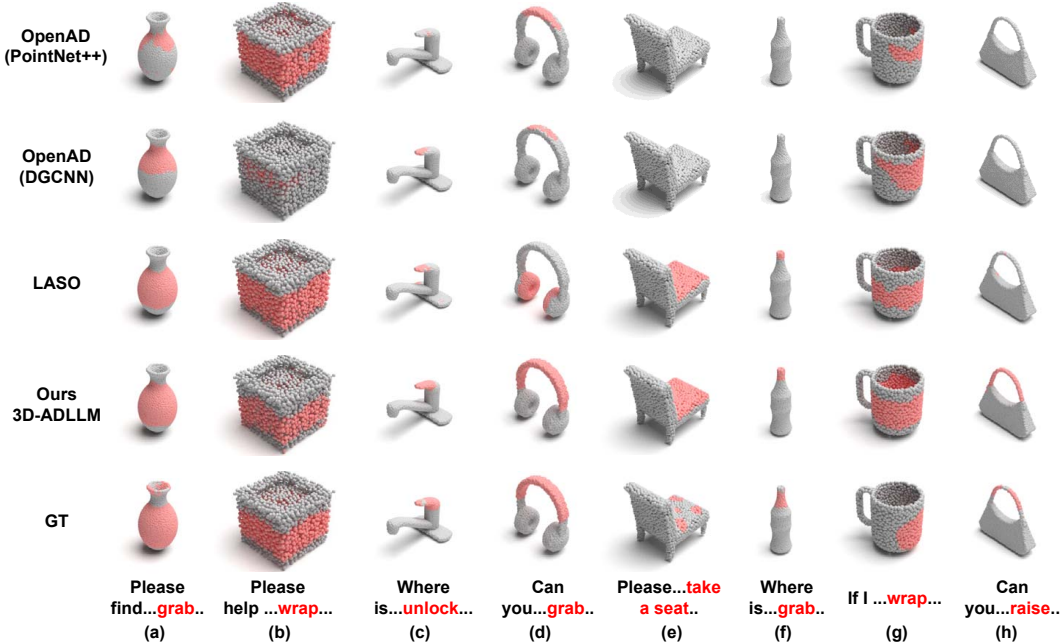 OpenAD
(PointNet++)
OpenAD
(DGCNN)
LASO
Ours
3D-ADLLM
GT
Please
find...grab..
(a)
Please
help ...wrap...
(b)
Where
is...unlock...
(c)
Can
you...grab..
(d)
Please...take
a seat..
(e)
Where
is...grab..
(f)
If I ...wrap...
(g)
Can
you...raise..
(h)